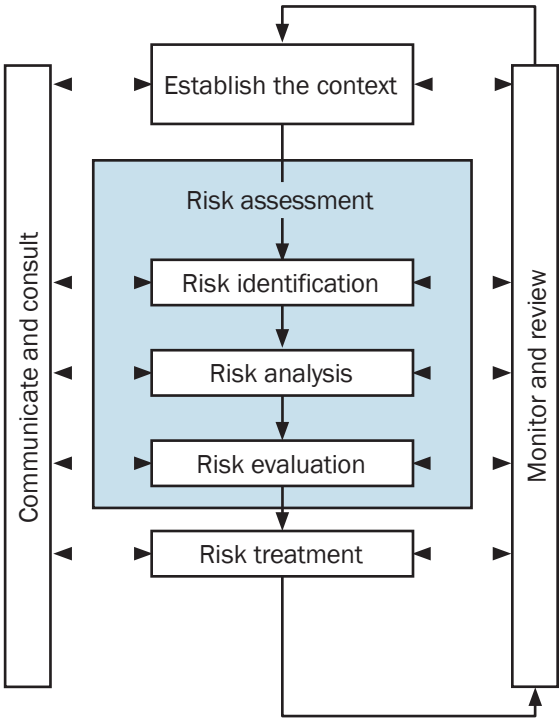 Establish the context
Risk assessment
Risk identification
Risk analysis
Risk evaluation
Risk treatment
Communicate and consult
Monitor and review